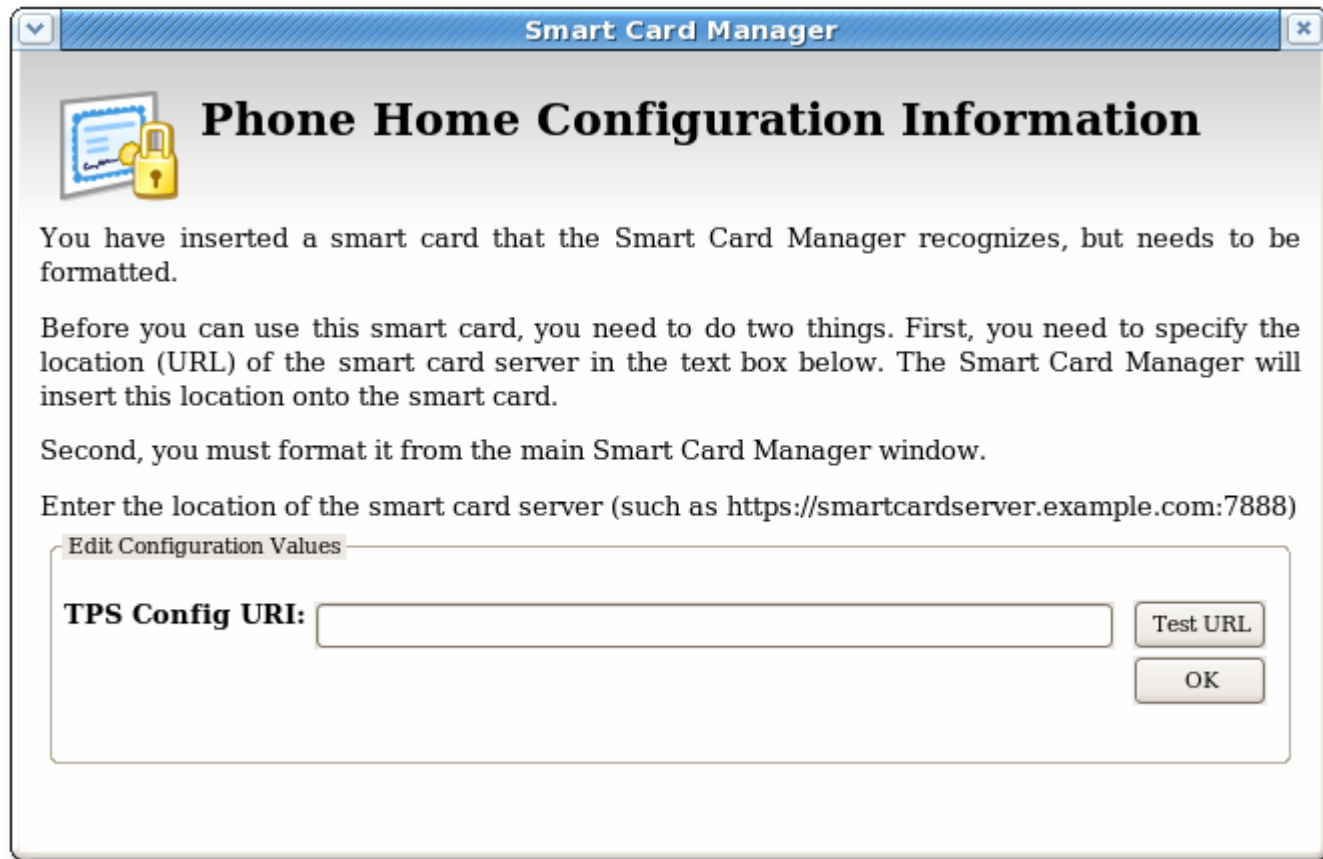 Smart Card Manager
Phone Home Configuration Information
You have inserted a smart card that the Smart Card Manager recognizes, but needs to be
formatted.
Before you can use this smart card, you need to do two things. First, you need to specify the
location (URL) of the smart card server in the text box below. The Smart Card Manager will
insert this location onto the smart card.
Second, you must format it from the main Smart Card Manager window.
Enter the location of the smart card server (such as https://smartcardserver.example.com:7888)
Edit Configuration Values
TPS Config URI:
Test URL
OK